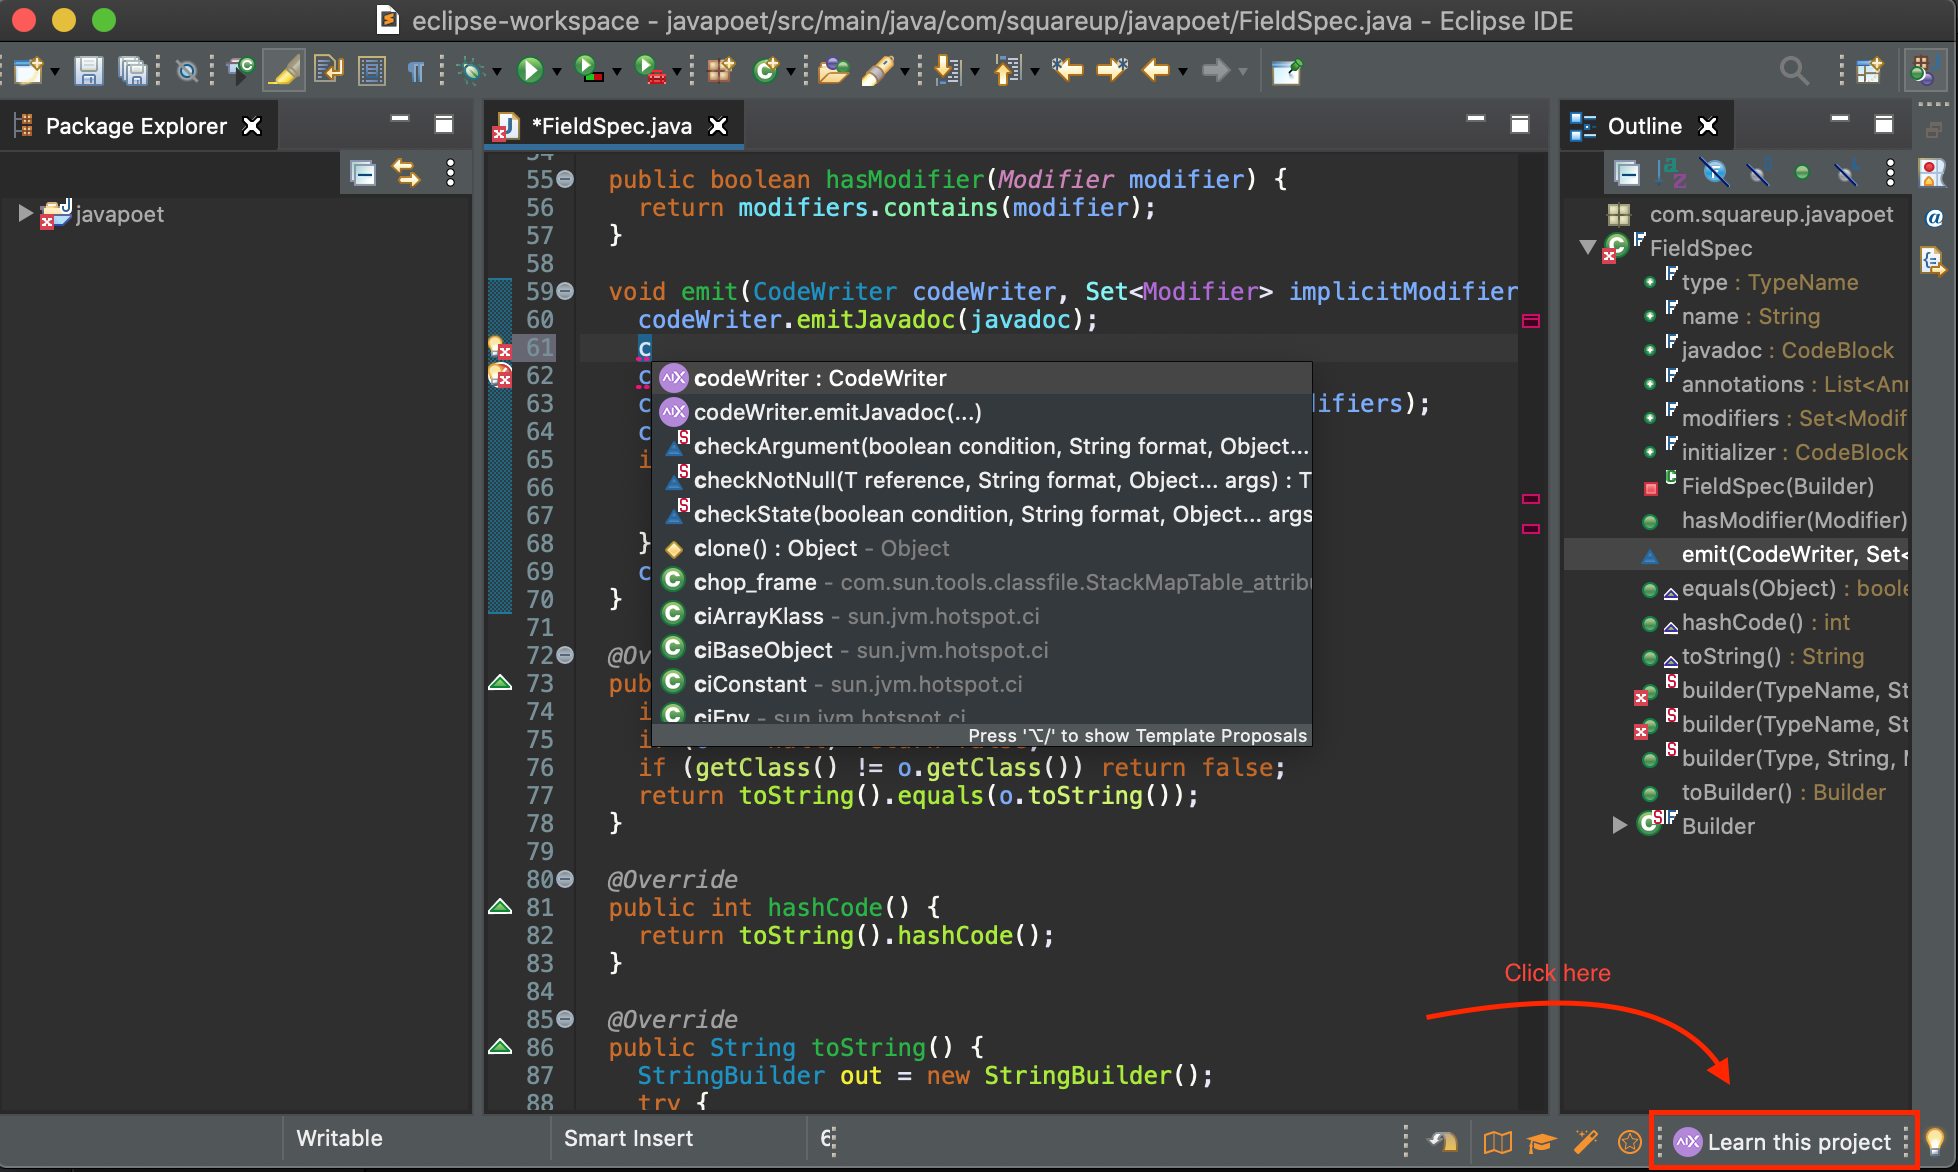 eclipse-workspace - javapoet/src/main/java/com/squareup/javapoet/FieldSpec.java - Eclipse IDE
Package Explorer
javapoet
*FieldSpec.java
55 public boolean hasModifier(Modifier modifier) {
56 return modifiers.contains(modifier);
57 }
58
59 void emit(CodeWriter codeWriter, Set<Modifier> implicitModifier
60 codeWriter.emitJavadoc(javadoc);
61 c
62 c
63 c ifiers);
64 c
65 i
66
67
68 }
69 c
70 }
71
72 @Ov
73 pub
74 i
75 if
76 if (getClass() != o.getClass()) return false;
77 return toString().equals(o.toString());
78 }
79
80 @Override
81 public int hashCode() {
82 return toString().hashCode();
83 }
84
85 @Override
86 public String toString() {
87 StringBuilder out = new StringBuilder();
88 try {
codeWriter : CodeWriter
codeWriter.emitJavadoc(...)
checkArgument(boolean condition, String format, Object...
checkNotNull(T reference, String format, Object... args) : T
checkState(boolean condition, String format, Object... args
clone() : Object - Object
chop_frame - com.sun.tools.classfile.StackMapTable_attribu
ciArrayKlass - sun.jvm.hotspot.ci
ciBaseObject - sun.jvm.hotspot.ci
ciConstant - sun.jvm.hotspot.ci
ciEnv - sun.jvm.hotspot.ci
Press '⌥/' to show Template Proposals
Outline
com.squareup.javapoet
FieldSpec
type : TypeName
name : String
javadoc : CodeBlock
annotations : List<Ann
modifiers : Set<Modif
initializer : CodeBlock
FieldSpec(Builder)
hasModifier(Modifier)
emit(CodeWriter, Set<
equals(Object) : boole
hashCode() : int
toString() : String
builder(TypeName, St
builder(TypeName, St
builder(Type, String, M
toBuilder() : Builder
Builder
Click here
Writable
Smart Insert
6
Learn this project